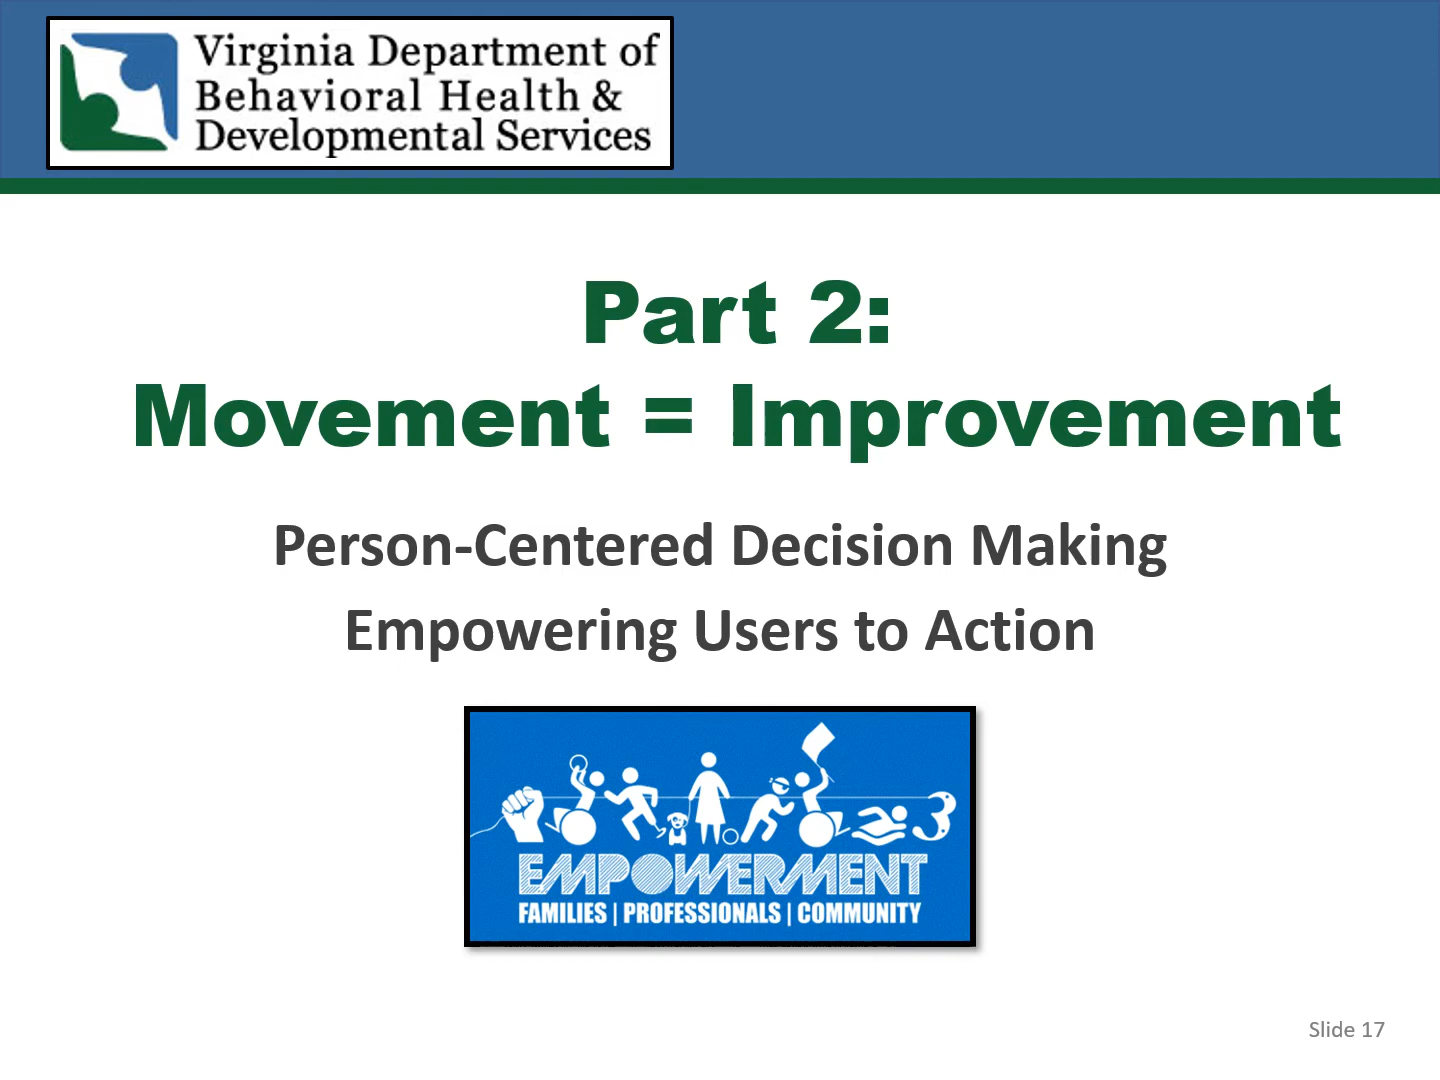 Virginia Department of
Behavioral Health &
Developmental Services
Part 2:
Movement = Improvement
Person-Centered Decision Making
Empowering Users to Action
EMPOWERMENT
FAMILIES | PROFESSIONALS | COMMUNITY
Slide 17